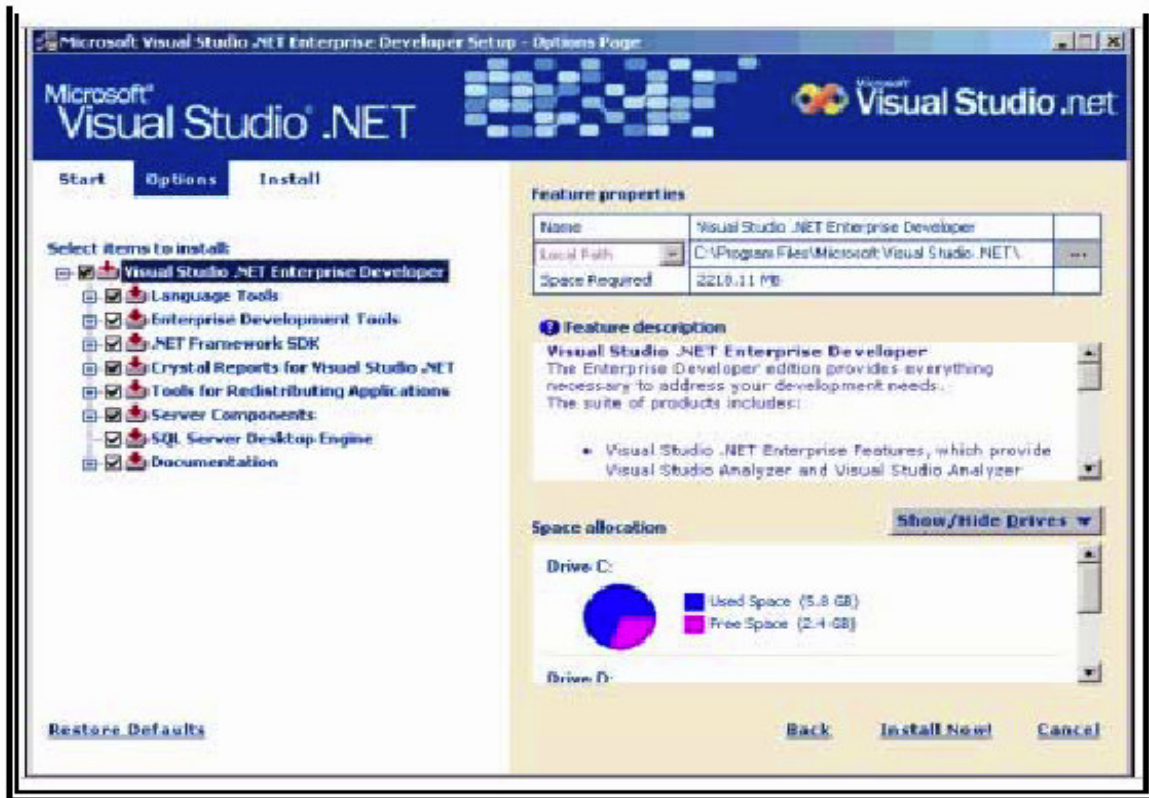 Microsoft Visual Studio .NET Enterprise Developer Setup - Options Page
Microsoft®
Visual Studio® .NET
Microsoft
Visual Studio .net
Start Options Install
Select items to install:
Visual Studio .NET Enterprise Developer
Language Tools
Enterprise Development Tools
.NET Framework SDK
Crystal Reports for Visual Studio .NET
Tools for Redistributing Applications
Server Components
SQL Server Desktop Engine
Documentation
Feature properties
Name Visual Studio .NET Enterprise Developer
Local Path C:\Program Files\Microsoft Visual Studio .NET\ ...
Space Required MB
Feature description
Visual Studio .NET Enterprise Developer
The Enterprise Developer edition provides everything
necessary to address your development needs.
The suite of products includes:
• Visual Studio .NET Enterprise Features, which provide
Visual Studio Analyzer and Visual Studio Analyzer
Space allocation
Show/Hide Drives
Drive C:
Used Space (5.8 GB)
Free Space (2.4 GB)
Drive D:
Restore Defaults
Back Install Now! Cancel